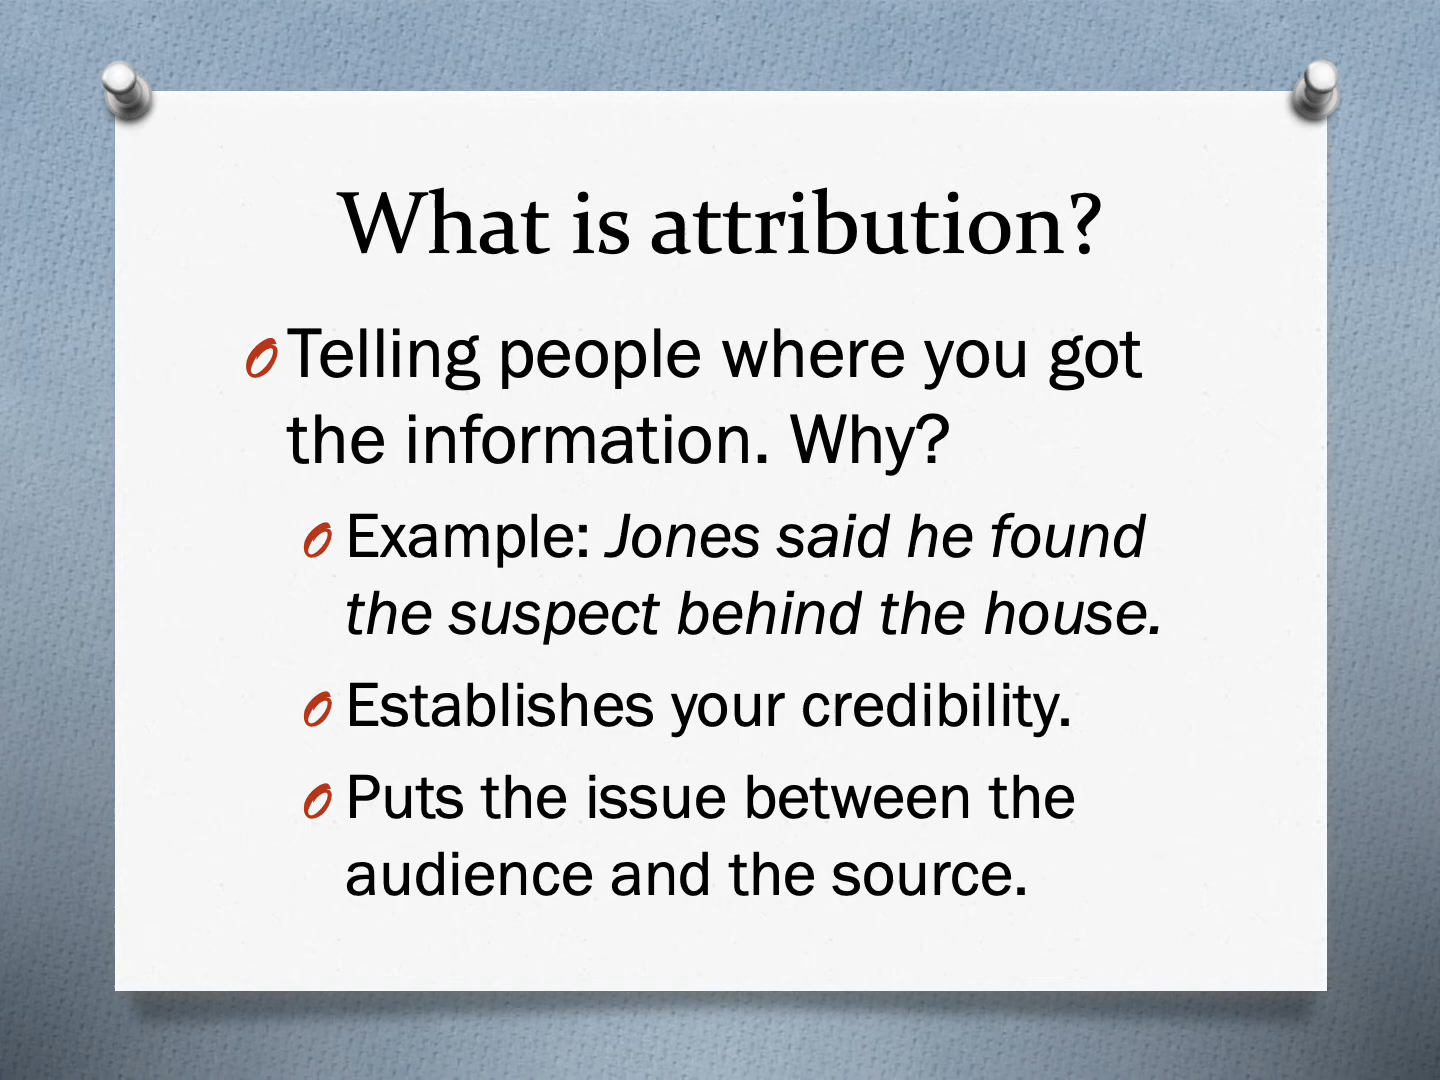 What is attribution?
Telling people where you got
the information. Why?
Example: Jones said he found
the suspect behind the house.
Establishes your credibility.
Puts the issue between the
audience and the source.